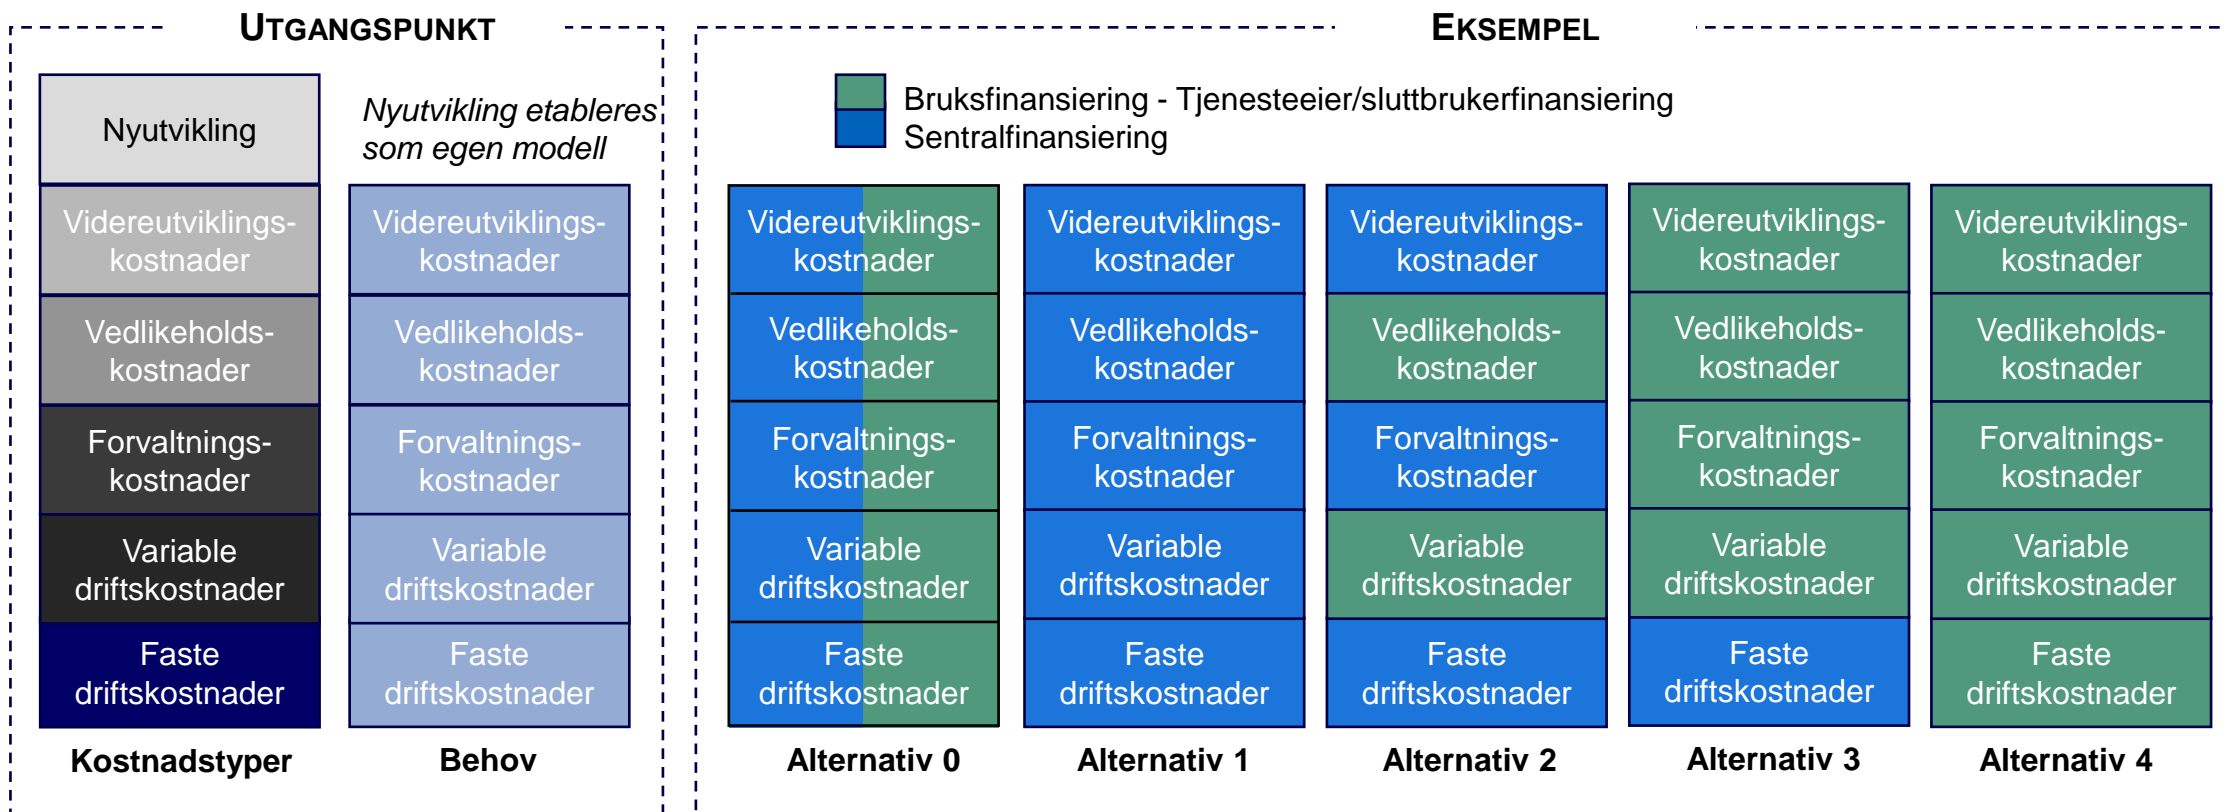 UTGANGSPUNKT
Nyutvikling
Nyutvikling etableres
som egen modell
Videreutviklings-
kostnader
Vedlikeholds-
kostnader
Forvaltnings-
kostnader
Variable
driftskostnader
Faste
driftskostnader
Kostnadstyper
Videreutviklings-
kostnader
Vedlikeholds-
kostnader
Forvaltnings-
kostnader
Variable
driftskostnader
Faste
driftskostnader
Behov
EKSEMPEL
Bruksfinansiering - Tjenesteeier/sluttbrukerfinansiering
Sentralfinansiering
Videreutviklings-
kostnader
Vedlikeholds-
kostnader
Forvaltnings-
kostnader
Variable
driftskostnader
Faste
driftskostnader
Alternativ 0
Videreutviklings-
kostnader
Vedlikeholds-
kostnader
Forvaltnings-
kostnader
Variable
driftskostnader
Faste
driftskostnader
Alternativ 1
Videreutviklings-
kostnader
Vedlikeholds-
kostnader
Forvaltnings-
kostnader
Variable
driftskostnader
Faste
driftskostnader
Alternativ 2
Videreutviklings-
kostnader
Vedlikeholds-
kostnader
Forvaltnings-
kostnader
Variable
driftskostnader
Faste
driftskostnader
Alternativ 3
Videreutviklings-
kostnader
Vedlikeholds-
kostnader
Forvaltnings-
kostnader
Variable
driftskostnader
Faste
driftskostnader
Alternativ 4